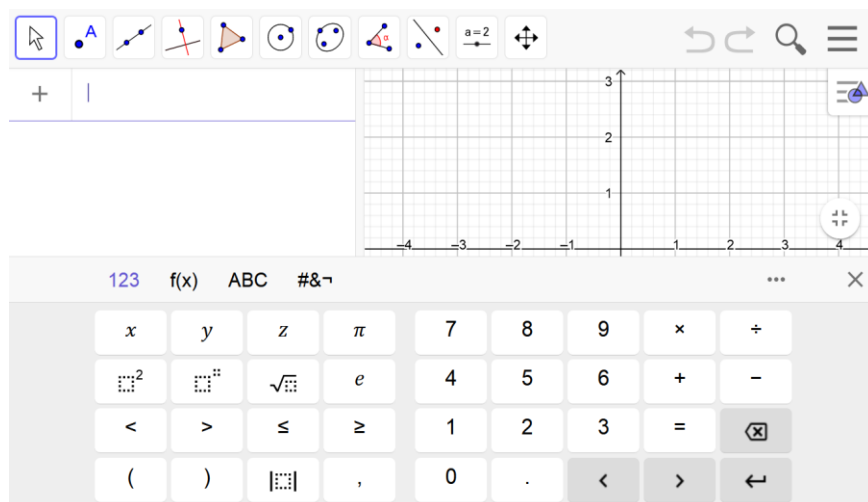 A α a=2
+
3
2
1
–4 –3 –2 –1 1 2 3 4
123 f(x) ABC #&¬ •••
x y z π 7 8 9 × ÷
2 √ e 4 5 6 + −
< > ≤ ≥ 1 2 3 =
( ) | | , 0 . < >